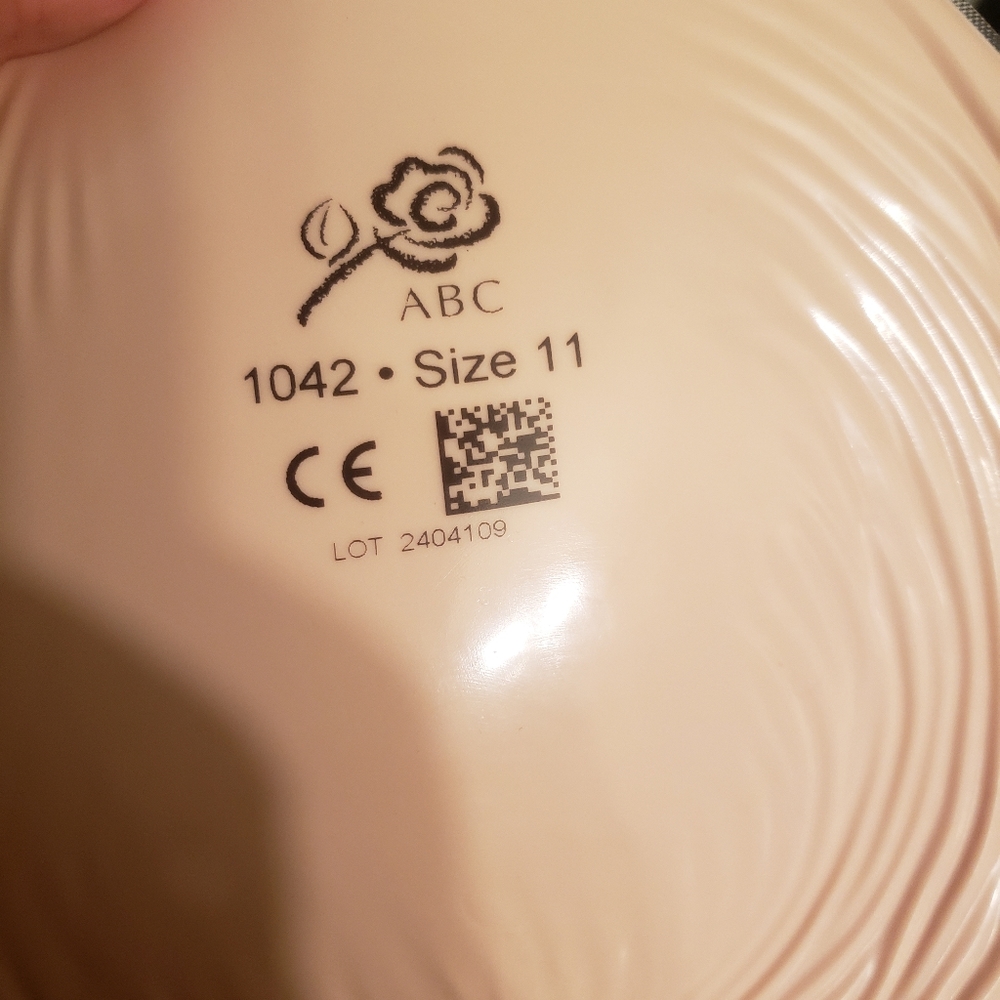 ABC
1042 • Size 11
CE
LOT 2404109